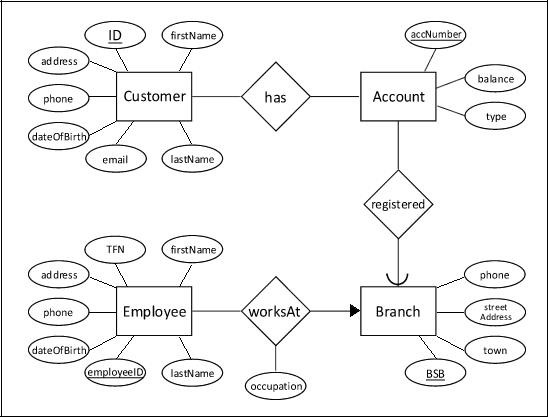 ID
firstName
accNumber
address
balance
Customer
has
Account
phone
type
dateOfBirth
email
lastName
registered
TFN
firstName
address
phone
phone
Employee
worksAt
Branch
street
Address
dateOfBirth
town
employeeID
lastName
occupation
BSB